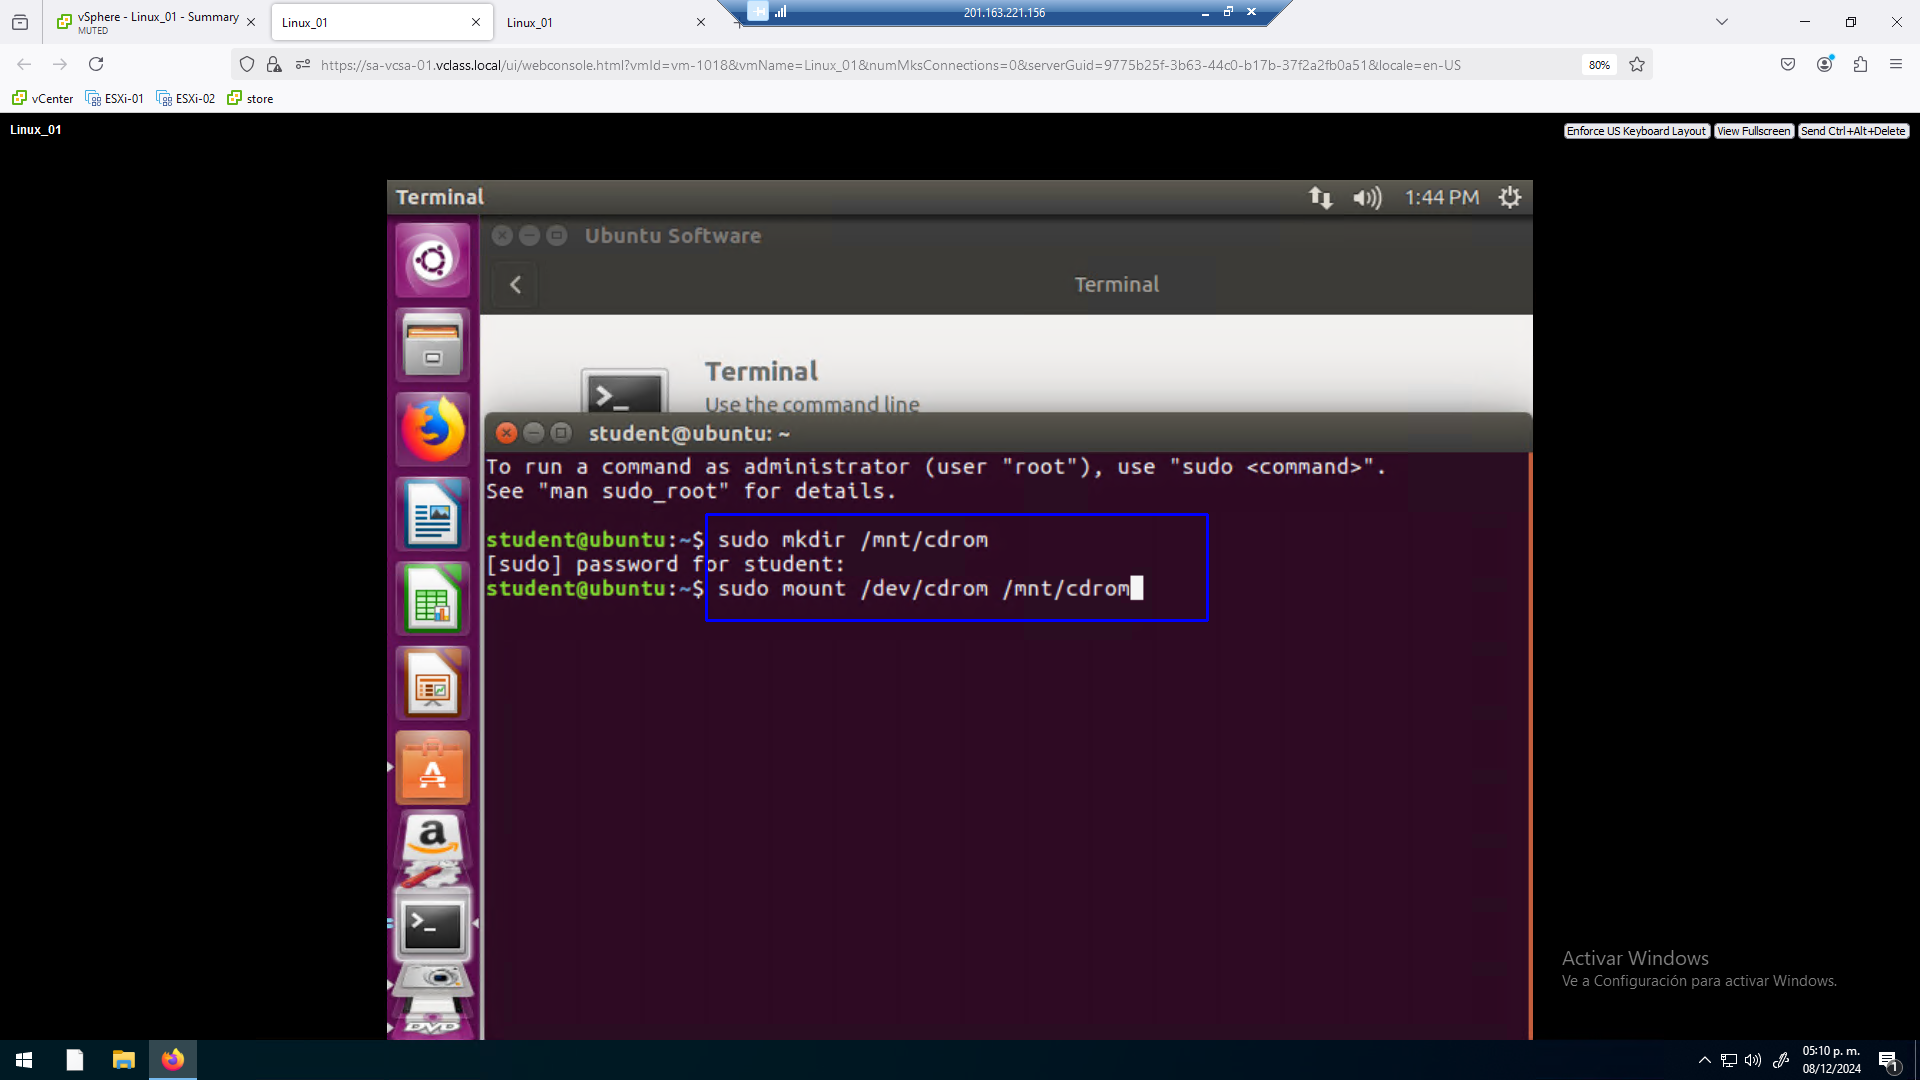 vSphere - Linux_01 - Summary
MUTED
Linux_01
Linux_01
201.163.221.156
https://sa-vcsa-01.vclass.local/ui/webconsole.html?vmId=vm-1018&vmName=Linux_01&numMksConnections=0&serverGuid=9775b25f-3b63-44c0-b17b-37f2a2fb0a51&locale=en-US
80%
vCenter
ESXi-01
ESXi-02
store
Linux_01
Enforce US Keyboard Layout
View Fullscreen
Send Ctrl+Alt+Delete
Terminal
1:44 PM
Ubuntu Software
Terminal
Terminal
Use the command line
student@ubuntu: ~
To run a command as administrator (user "root"), use "sudo <command>".
See "man sudo_root" for details.
student@ubuntu:~$ sudo mkdir /mnt/cdrom
[sudo] password for student:
student@ubuntu:~$ sudo mount /dev/cdrom /mnt/cdrom
DVD
Activar Windows
Ve a Configuración para activar Windows.
05:10 p. m.
08/12/2024
1